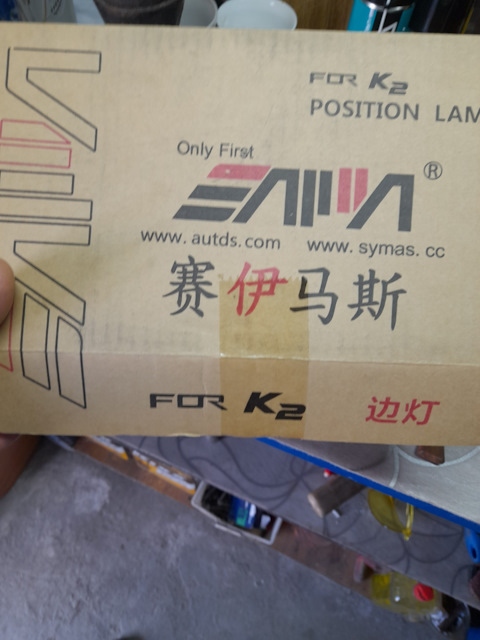 FOR K2
POSITION LAM
Only First
®
www.autds.com www.symas.cc
赛伊马斯
FOR K2 边灯